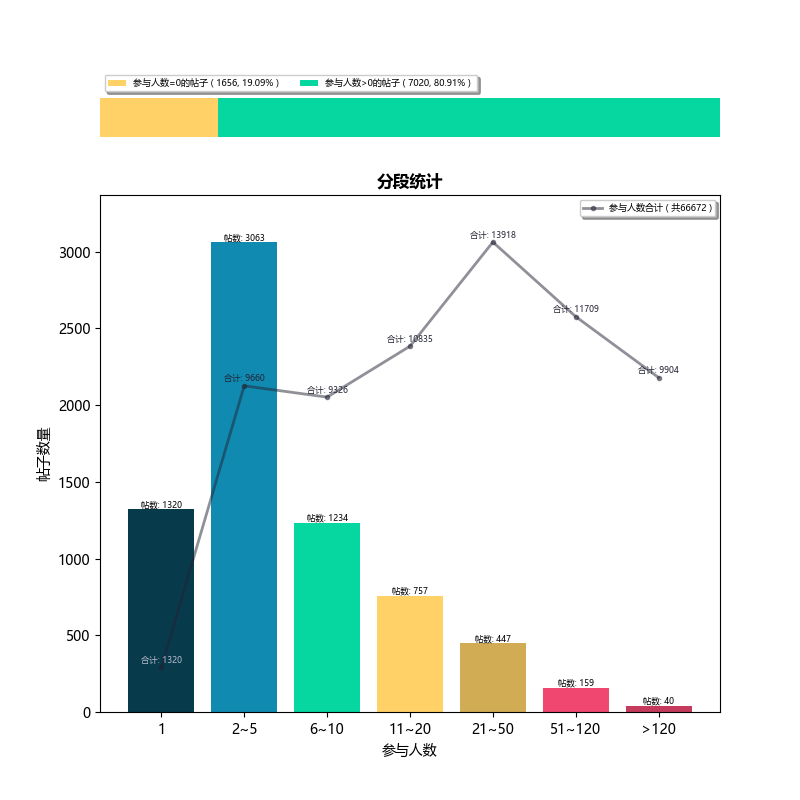 参与人数=0的帖子 ( 1656, 19.09% )
参与人数>0的帖子 ( 7020, 80.91% )
分段统计
参与人数合计 ( 共66672 )
合计: 13918
帖数: 3063
3000
合计: 11709
2500
合计: 10835
合计: 9660
合计: 9326
合计: 9904
2000
帖子数量
1500
帖数: 1320
帖数: 1234
1000
帖数: 757
500
合计: 1320
帖数: 447
帖数: 159
帖数: 40
0
1
2~5
6~10
11~20
21~50
51~120
>120
参与人数